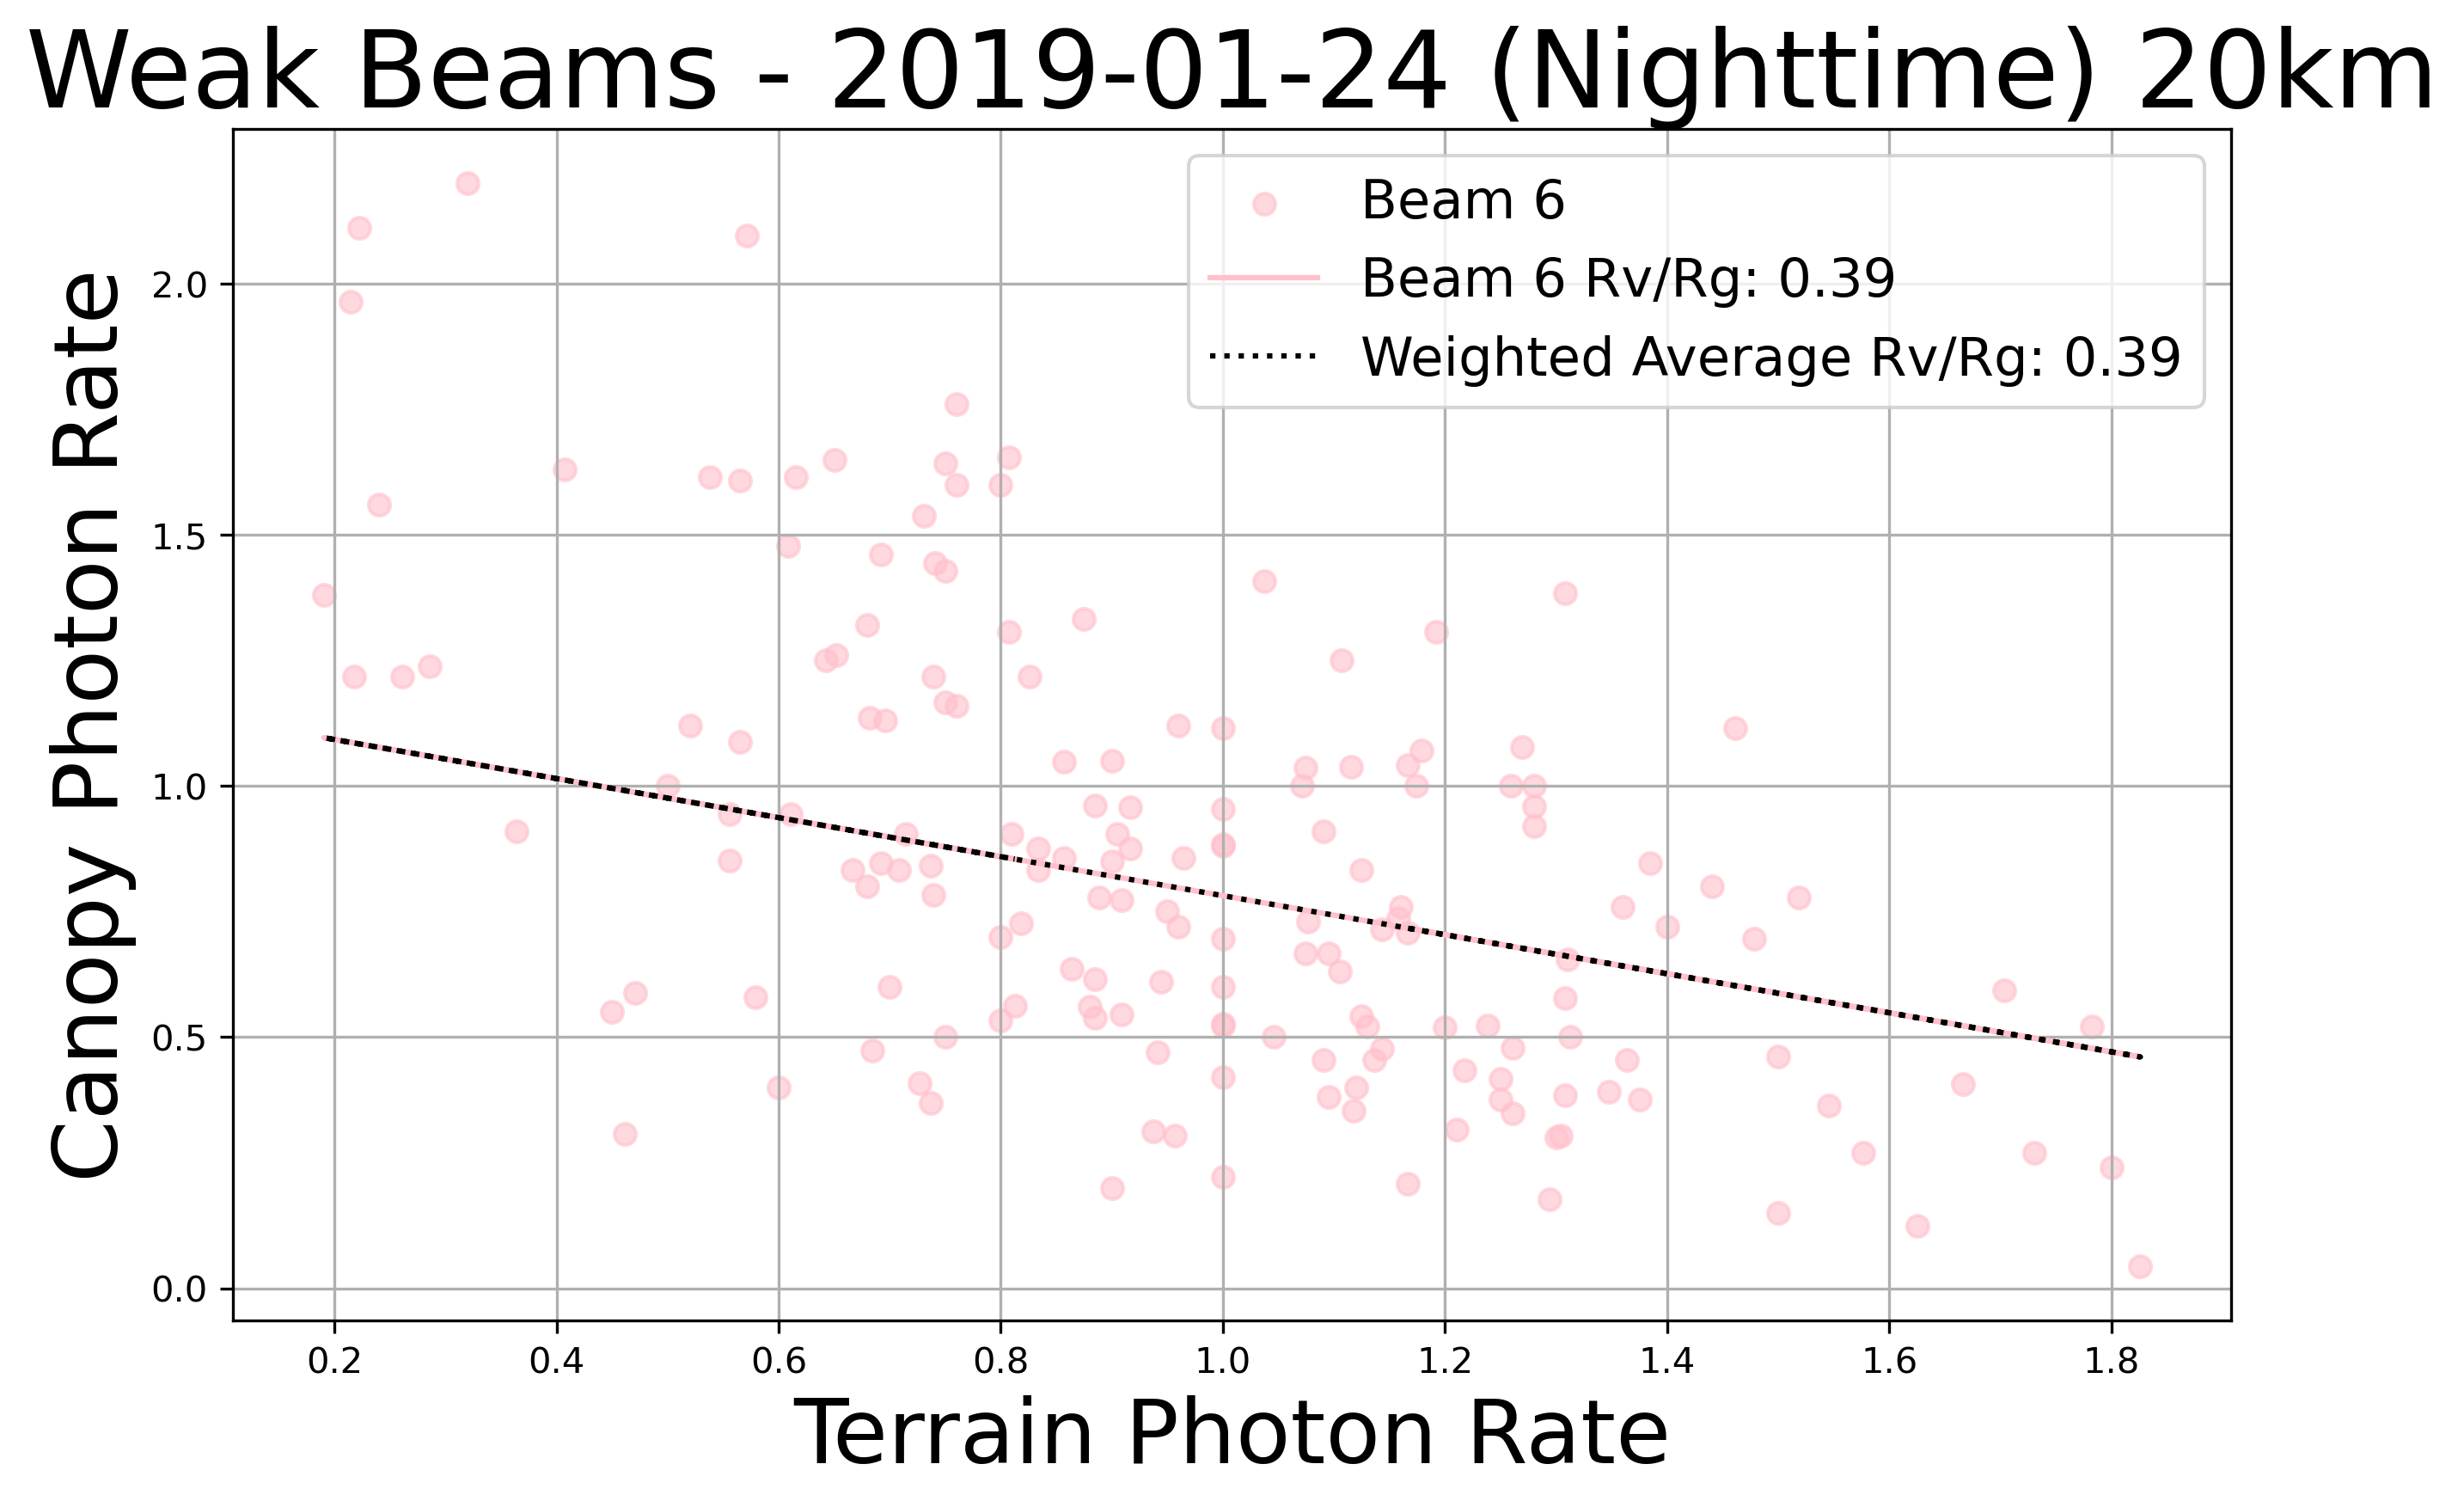 Weak Beams - 2019-01-24 (Nighttime) 20km
Beam 6
Beam 6 Rv/Rg: 0.39
Weighted Average Rv/Rg: 0.39
Canopy Photon Rate
2.0
1.5
1.0
0.5
0.0
0.2 0.4 0.6 0.8 1.0 1.2 1.4 1.6 1.8
Terrain Photon Rate